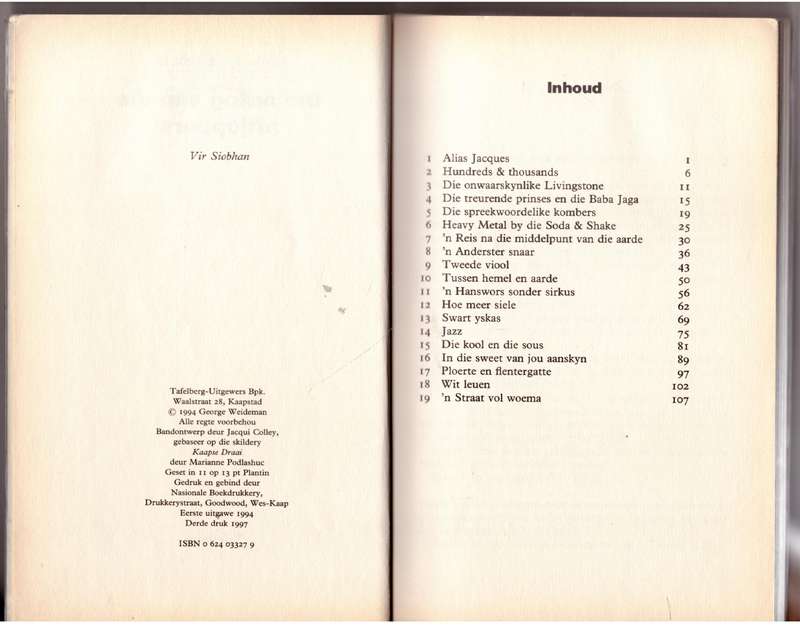 Vir Siobhan
Tafelberg-Uitgewers Bpk.
Waalstraat 28, Kaapstad
© 1994 George Weideman
Alle regte voorbehou
Bandontwerp deur Jacqui Colley,
gebaseer op die skildery
Kaapse Draai
deur Marianne Podlashuc
Geset in 11 op 13 pt Plantin
Gedruk en gebind deur
Nasionale Boekdrukkery,
Drukkerystraat, Goodwood, Wes-Kaap
Eerste uitgawe 1994
Derde druk 1997
ISBN 0 624 03327 9
Inhoud
1 Alias Jacques 1
2 Hundreds & thousands 6
3 Die onwaarskynlike Livingstone 11
4 Die treurende prinses en die Baba Jaga 15
5 Die spreekwoordelike kombers 19
6 Heavy Metal by die Soda & Shake 25
7 'n Reis na die middelpunt van die aarde 30
8 'n Anderster snaar 36
9 Tweede viool 43
10 Tussen hemel en aarde 50
11 'n Hanswors sonder sirkus 56
12 Hoe meer siele 62
13 Swart yskas 69
14 Jazz 75
15 Die kool en die sous 81
16 In die sweet van jou aanskyn 89
17 Ploerte en flentergatte 97
18 Wit leuen 102
19 'n Straat vol woema 107